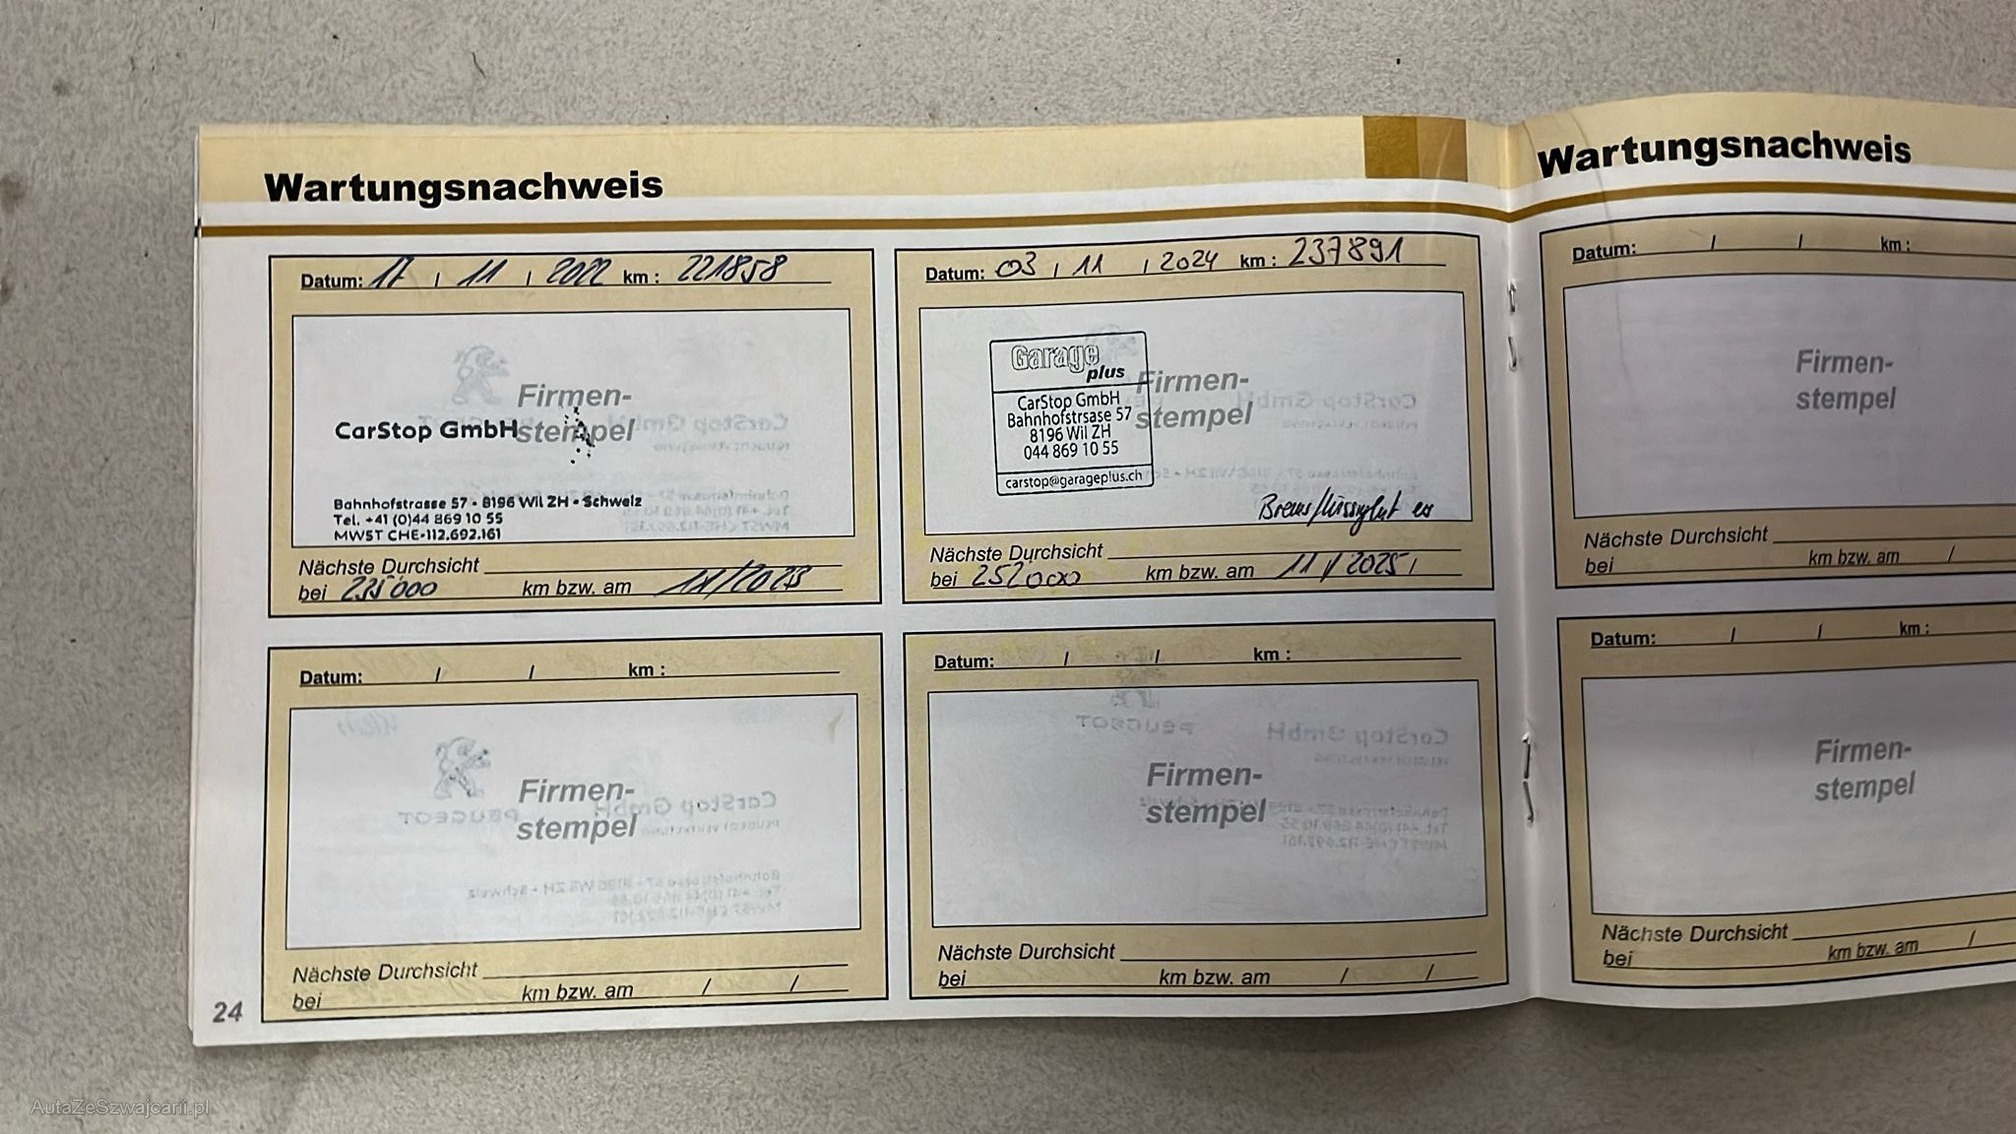 Wartungsnachweis
Datum: 17 / 11 / 2022 km : 221858
Firmen-
stempel
CarStop GmbH
Bahnhofstrasse 57 • 8196 Wil ZH • Schweiz
Tel. +41 (0)44 869 10 55
MWST CHE-112.692.161
Nächste Durchsicht
bei 235'000 km bzw. am 11/2023
Datum: 03 / 11 / 2024 km : 237891
Garage
plus
Firmen-
stempel
CarStop GmbH
Bahnhofstrsase 57
8196 Wil ZH
044 869 10 55
carstop@garageplus.ch
Nächste Durchsicht
bei 252000 km bzw. am 11 / 2025 /
Datum: / / km :
Firmen-
stempel
Nächste Durchsicht
bei km bzw. am / /
Datum: / / km :
Firmen-
stempel
Nächste Durchsicht
bei km bzw. am / /
24
Wartungsnachweis
Datum: / / km :
Firmen-
stempel
Nächste Durchsicht
bei km bzw. am /
Datum: / / km :
Firmen-
stempel
Nächste Durchsicht
bei km bzw. am /
AutaZeSzwajcarii.pl